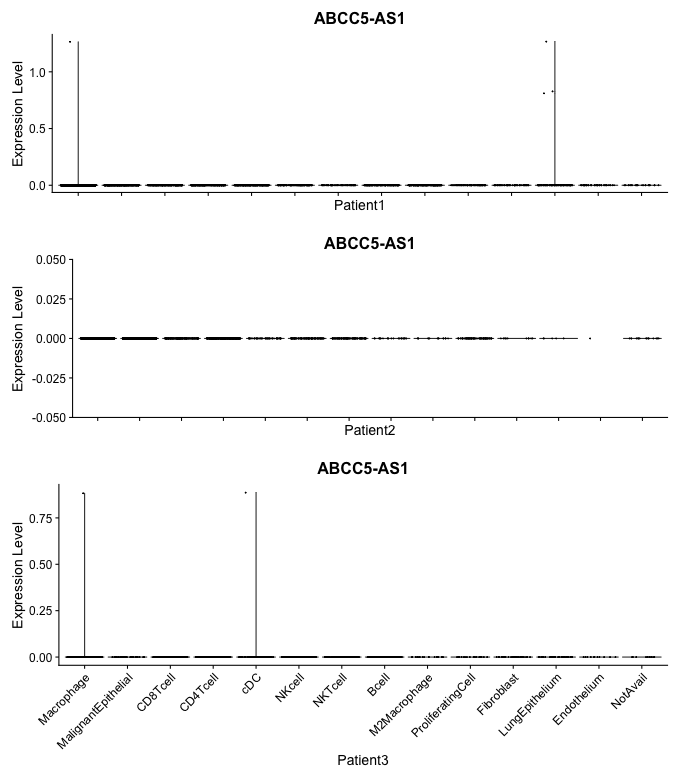 ABCC5-AS1
Expression Level
1.0
0.5
0.0
Patient1
ABCC5-AS1
Expression Level
0.050
0.025
0.000
-0.025
-0.050
Patient2
ABCC5-AS1
Expression Level
0.75
0.50
0.25
0.00
Macrophage
MalignantEpithelial
CD8Tcell
CD4Tcell
cDC
NKcell
NKTcell
Bcell
M2Macrophage
ProliferatingCell
Fibroblast
LungEpithelium
Endothelium
NotAvail
Patient3